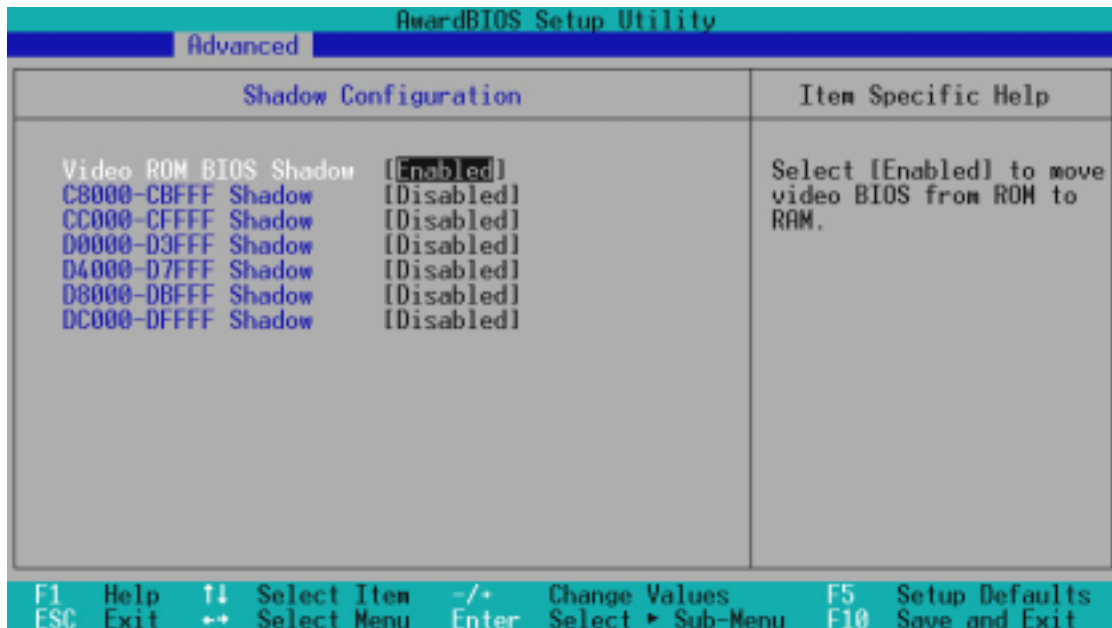 AwardBIOS Setup Utility
Advanced
Shadow Configuration
Item Specific Help
Video ROM BIOS Shadow [Enabled]
C8000-CBFFF Shadow [Disabled]
CC000-CFFFF Shadow [Disabled]
D0000-D3FFF Shadow [Disabled]
D4000-D7FFF Shadow [Disabled]
D8000-DBFFF Shadow [Disabled]
DC000-DFFFF Shadow [Disabled]
Select [Enabled] to move
video BIOS from ROM to
RAM.
F1 Help ↑↓ Select Item -/+ Change Values F5 Setup Defaults
ESC Exit ←→ Select Menu Enter Select ► Sub-Menu F10 Save and Exit